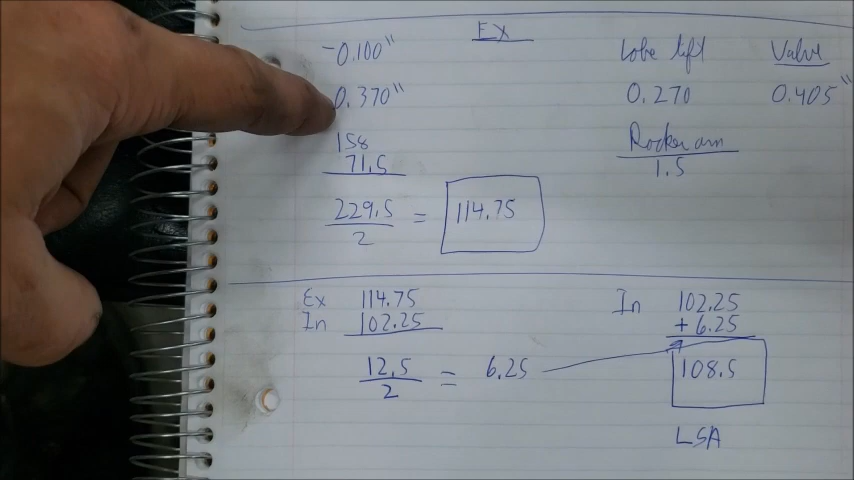 Ex
-0.100" Lobe lift Valve
0.370" 0.270 0.405"
158 Rocker arm
71.5 1.5
229.5 = 114.75
2
Ex 114.75 In 102.25
In 102.25 + 6.25
12.5 = 6.25 108.5
2
LSA